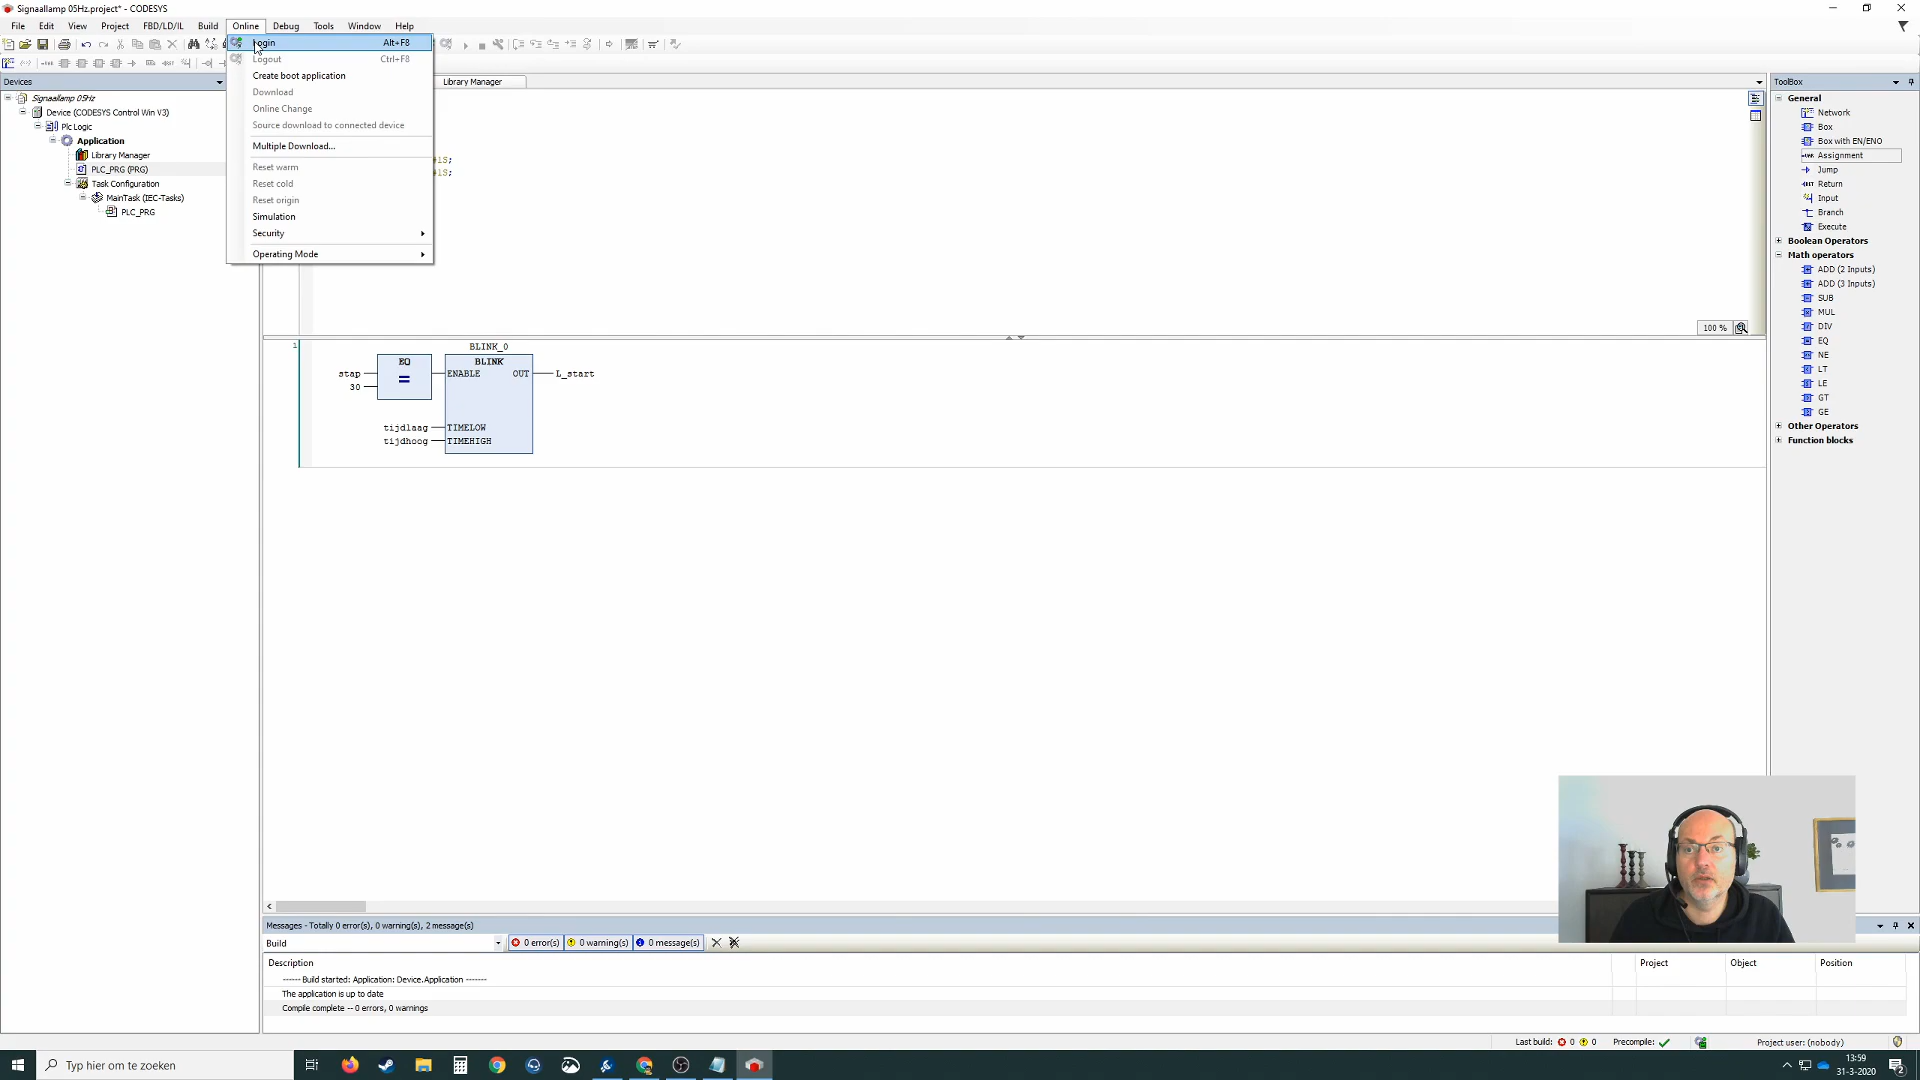 Signaallamp 05Hz.project* - CODESYS
File Edit View Project FBD/LD/IL Build Online Debug Tools Window Help
Login Alt+F8
Logout Ctrl+F8
Create boot application
Download
Online Change
Source download to connected device
Multiple Download...
Reset warm
Reset cold
Reset origin
Simulation
Security
Operating Mode
Devices
Signaallamp 05Hz
Device (CODESYS Control Win V3)
Plc Logic
Application
Library Manager
PLC_PRG (PRG)
Task Configuration
MainTask (IEC-Tasks)
PLC_PRG
Library Manager
#1S;
#1S;
100 %
1
BLINK_0
EQ
=
BLINK
stap
30
ENABLE OUT
L_start
tijdlaag TIMELOW
tijdhoog TIMEHIGH
ToolBox
General
Network
Box
Box with EN/ENO
Assignment
Jump
Return
Input
Branch
Execute
Boolean Operators
Math operators
ADD (2 Inputs)
ADD (3 Inputs)
SUB
MUL
DIV
EQ
NE
LT
LE
GT
GE
Other Operators
Function blocks
Messages - Totally 0 error(s), 0 warning(s), 2 message(s)
Build 0 error(s) 0 warning(s) 0 message(s)
Description Project Object Position
------ Build started: Application: Device.Application -------
The application is up to date
Compile complete -- 0 errors, 0 warnings
Last build: 0 0 Precompile: Project user: (nobody)
Typ hier om te zoeken
13:59
31-3-2020
2